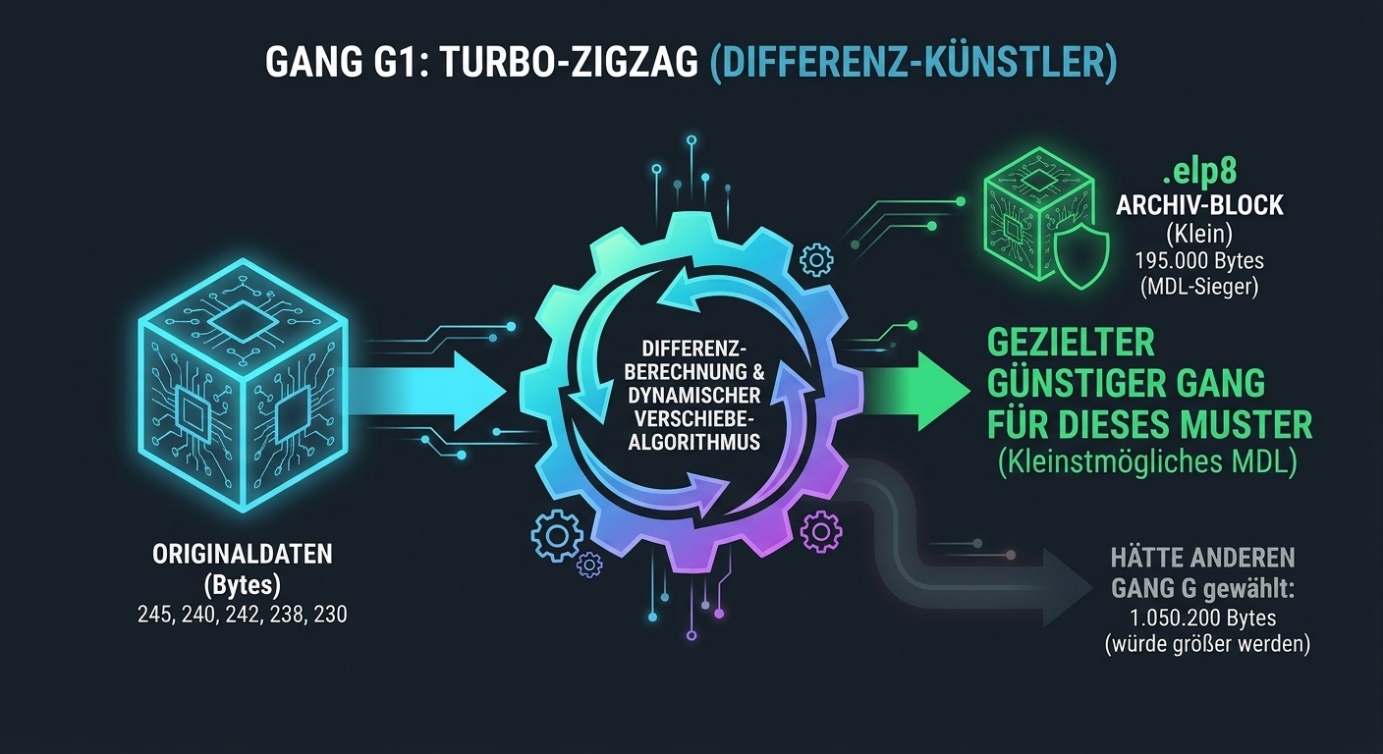 GANG G1: TURBO-ZIGZAG (DIFFERENZ-KÜNSTLER)
ORIGINALDATEN
(Bytes)
245, 240, 242, 238, 230
DIFFERENZ-
BERECHNUNG &
DYNAMISCHER
VERSCHIEBE-
ALGORITHMUS
.elp8
ARCHIV-BLOCK
(Klein)
195.000 Bytes
(MDL-Sieger)
GEZIELTER
GÜNSTIGER GANG
FÜR DIESES MUSTER
(Kleinstmögliches MDL)
HÄTTE ANDEREN
GANG G gewählt:
1.050.200 Bytes
(würde größer werden)